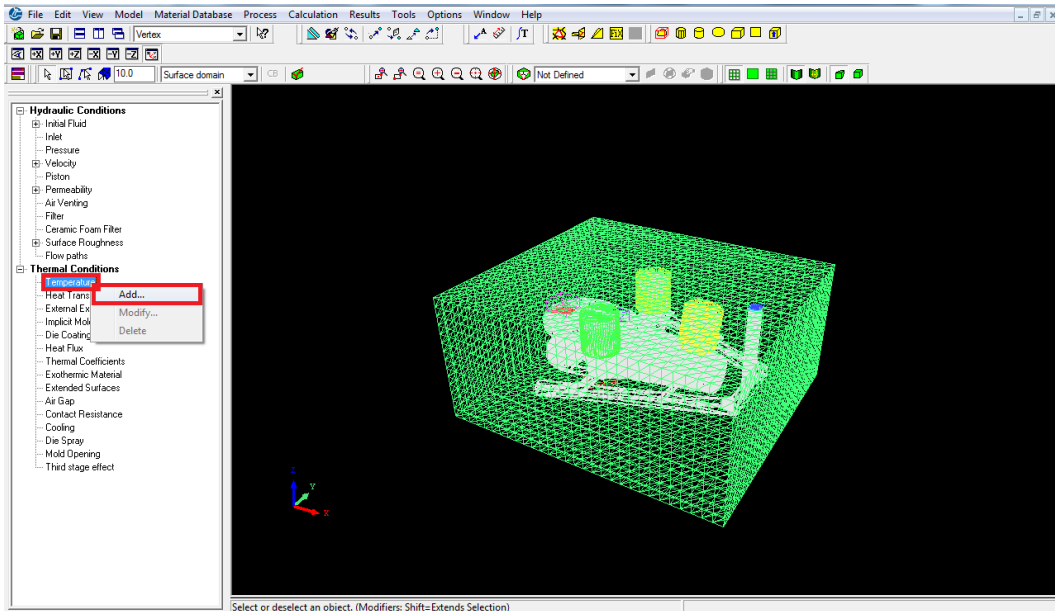 File Edit View Model Material Database Process Calculation Results Tools Options Window Help
Vertex
+X +Y +Z -X -Y -Z
10.0 Surface domain CB Not Defined
Hydraulic Conditions
Initial Fluid
Inlet
Pressure
Velocity
Piston
Permeability
Air Venting
Filter
Ceramic Foam Filter
Surface Roughness
Flow paths
Thermal Conditions
Temperature
Heat Trans
Add...
External Ex
Modify...
Implicit Mol
Delete
Die Coating
Heat Flux
Thermal Coefficients
Exothermic Material
Extended Surfaces
Air Gap
Contact Resistance
Cooling
Die Spray
Mold Opening
Third stage effect
Z
Y
X
Select or deselect an object. (Modifiers: Shift=Extends Selection)